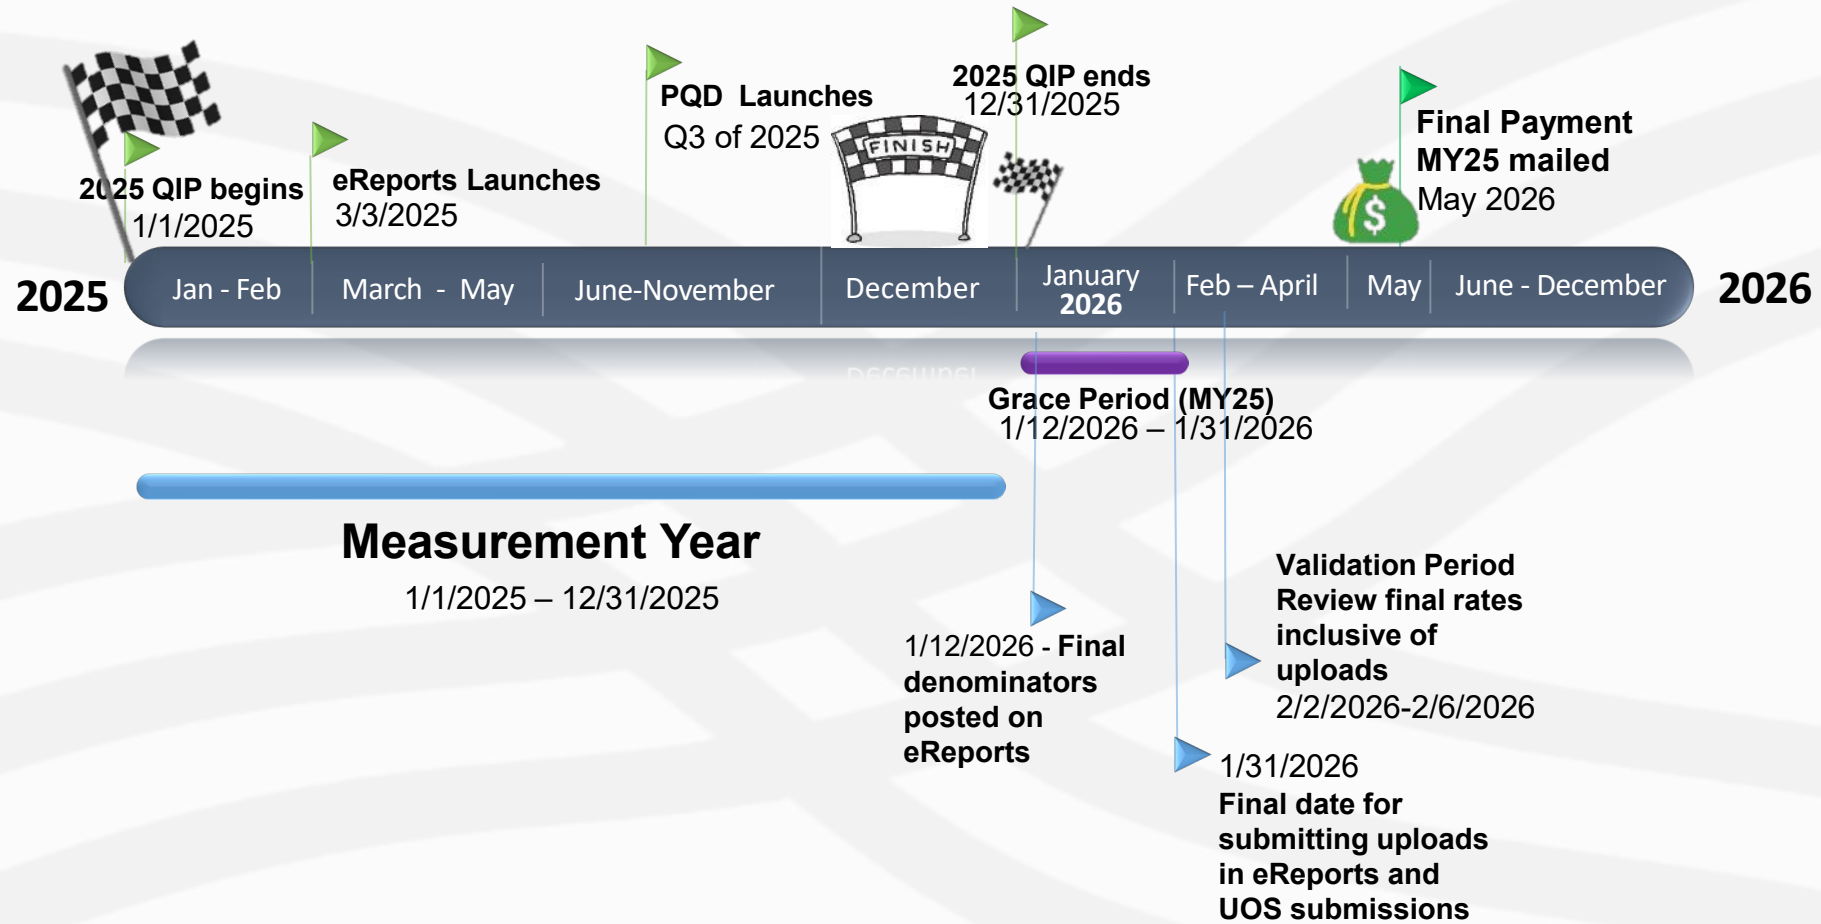 2025 QIP begins
1/1/2025
eReports Launches
3/3/2025
PQD  Launches
Q3 of 2025
FINISH
2025 QIP ends
12/31/2025
$
Final Payment
MY25 mailed
May 2026
2025
Jan - Feb
March  -  May
June-November
December
January
2026
Feb – April
May
June - December
2026
Grace Period (MY25)
1/12/2026 – 1/31/2026
Measurement Year
1/1/2025 – 12/31/2025
1/12/2026 - Final
denominators
posted on
eReports
Validation Period
Review final rates
inclusive of
uploads
2/2/2026-2/6/2026
1/31/2026
Final date for
submitting uploads
in eReports and
UOS submissions